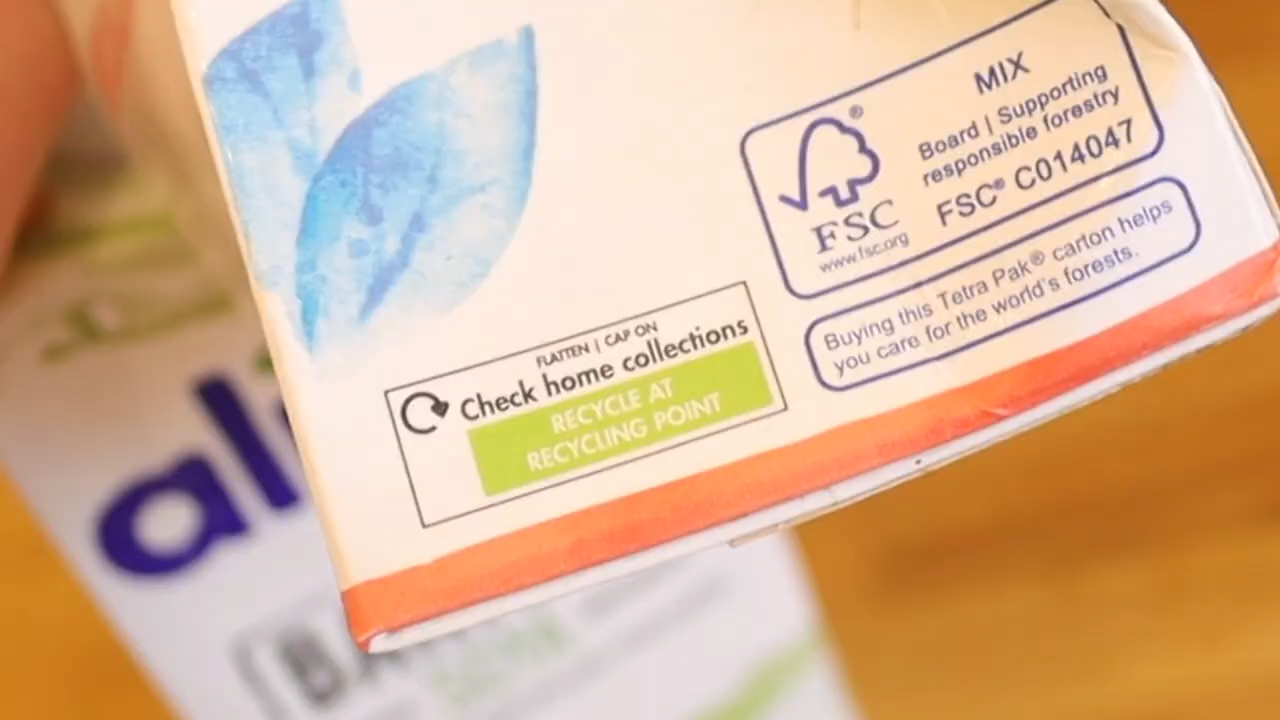 MIX
Board | Supporting
responsible forestry
FSC® C014047
®
FSC
www.fsc.org
Buying this Tetra Pak® carton helps
you care for the world's forests.
FLATTEN | CAP ON
Check home collections
RECYCLE AT
RECYCLING POINT
al